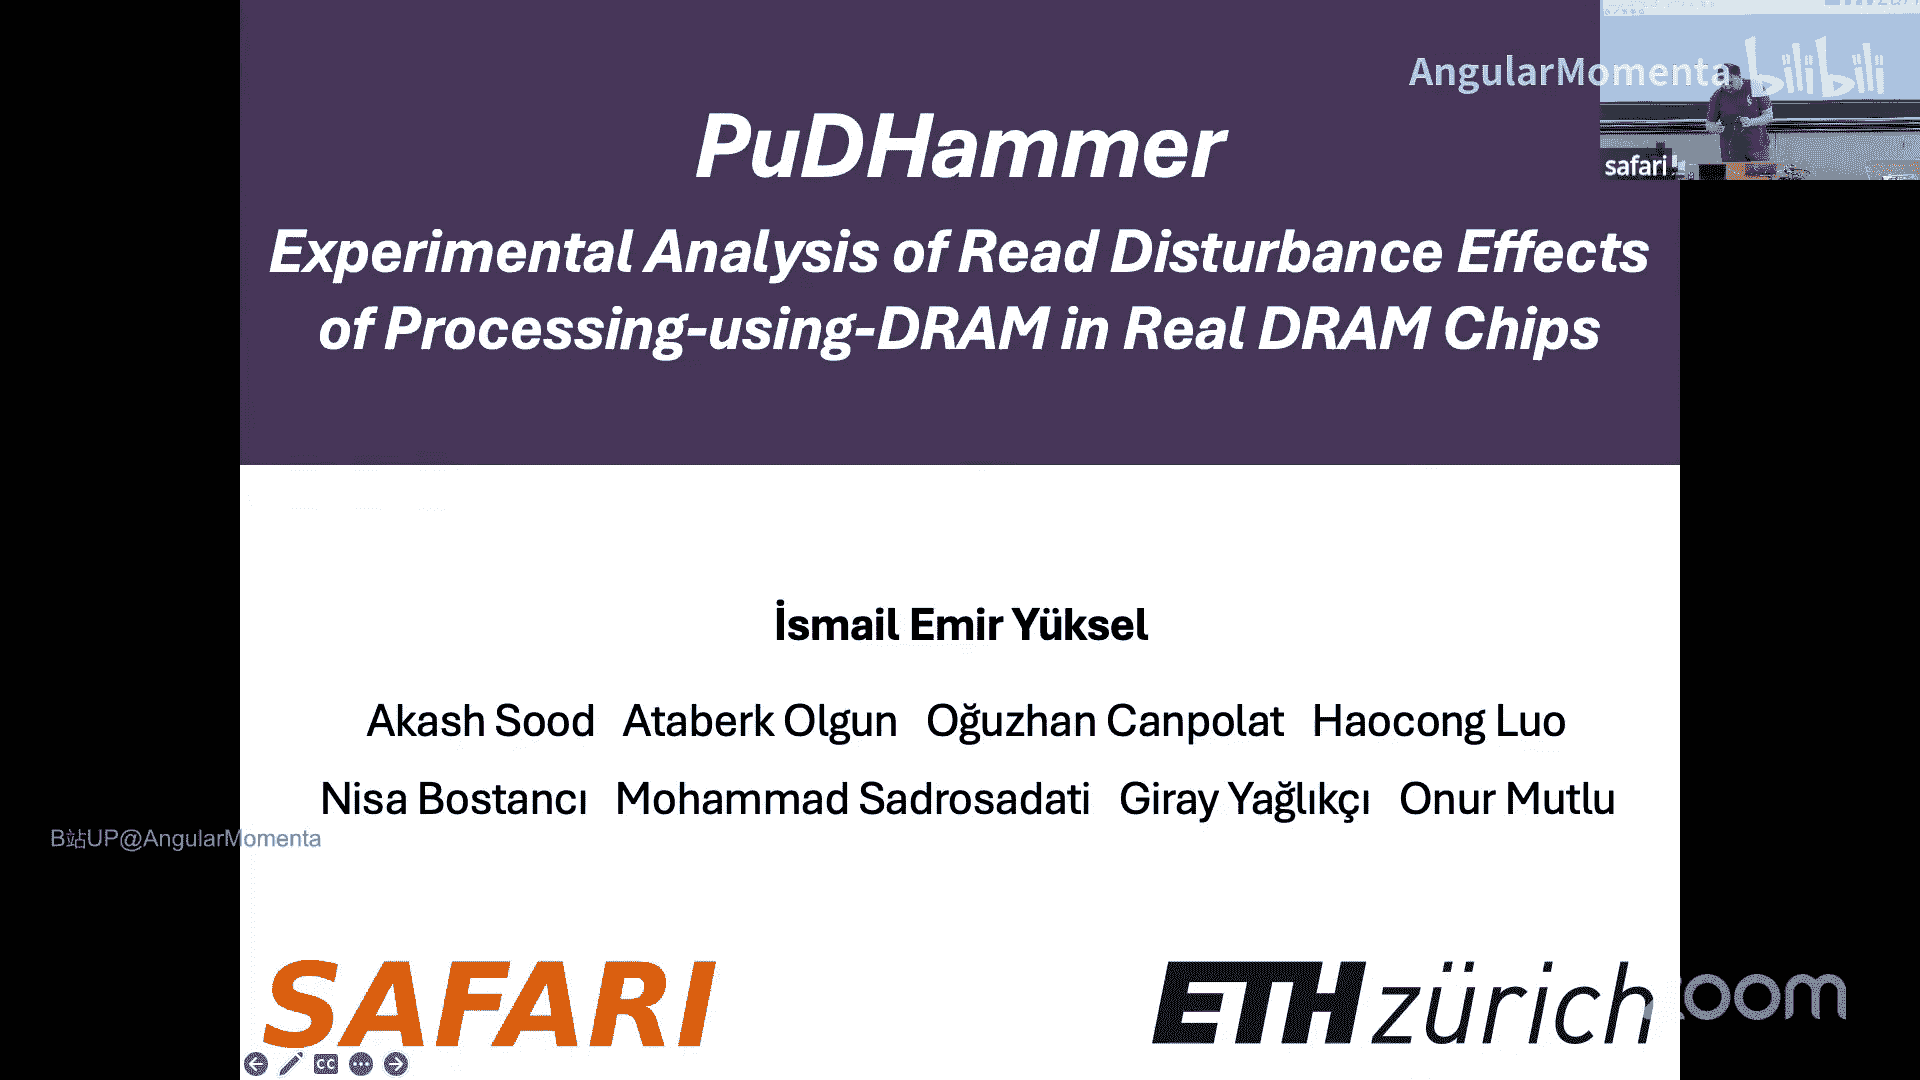 PuDHammer
Experimental Analysis of Read Disturbance Effects
of Processing-using-DRAM in Real DRAM Chips
AngularMomenta
bilibili
safari
İsmail Emir Yüksel
Akash Sood Ataberk Olgun Oğuzhan Canpolat Haocong Luo
Nisa Bostancı Mohammad Sadrosadati Giray Yağlıkçı Onur Mutlu
B站UP@AngularMomenta
SAFARI
ETH zürich
zoom
CC